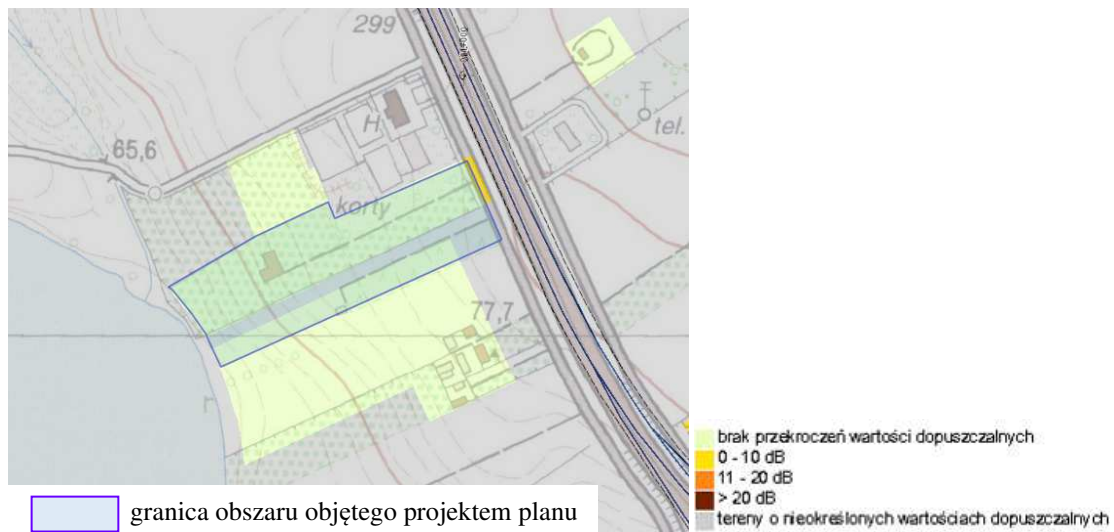 299
H.
tel.
65,6
korty
77,7
brak przekroczeń wartości dopuszczalnych
0 - 10 dB
11 - 20 dB
> 20 dB
tereny o nieokreślonych wartościach dopuszczalnych
granica obszaru objętego projektem planu